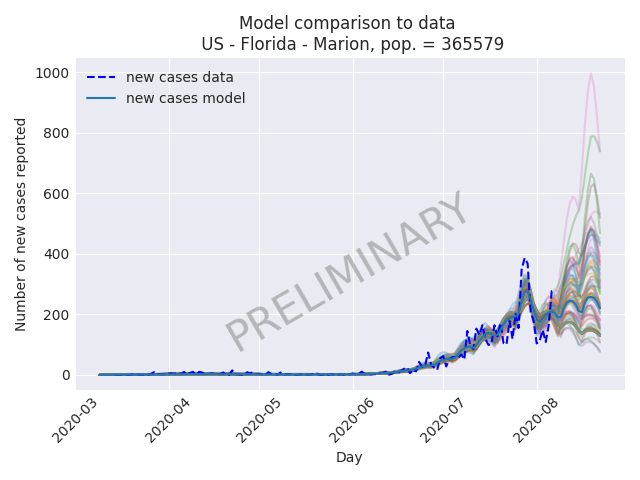 Model comparison to data
US - Florida - Marion, pop. = 365579
new cases data
new cases model
PRELIMINARY
Number of new cases reported
1000
800
600
400
200
0
2020-03
2020-04
2020-05
2020-06
2020-07
2020-08
Day